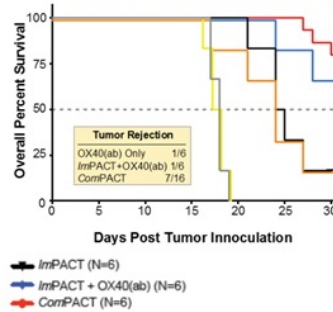 Overall Percent Survival
100
75
50
25
0
Tumor Rejection
OX40(ab) Only 1/6
ImPACT+OX40(ab) 1/6
ComPACT 7/16
0 5 10 15 20 25 30
Days Post Tumor Innoculation
ImPACT (N=6)
ImPACT + OX40(ab) (N=6)
ComPACT (N=6)